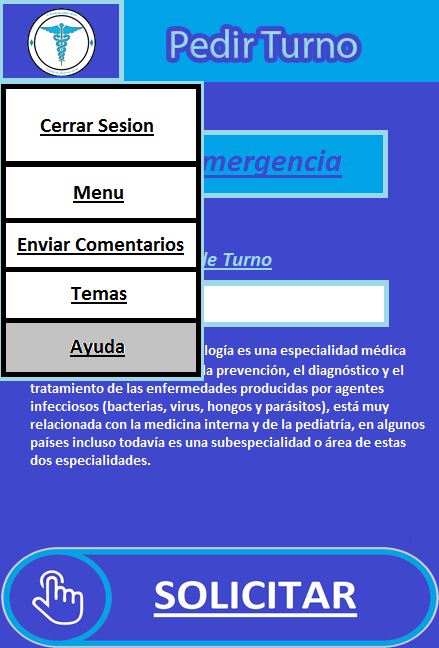 Pedir Turno
Cerrar Sesion
Menu
Enviar Comentarios
Temas
Ayuda
mergencia
de Turno
logía es una especialidad médica
la prevención, el diagnóstico y el
tratamiento de las enfermedades producidas por agentes
infecciosos (bacterias, virus, hongos y parásitos), está muy
relacionada con la medicina interna y de la pediatría, en algunos
países incluso todavía es una subespecialidad o área de estas
dos especialidades.
SOLICITAR